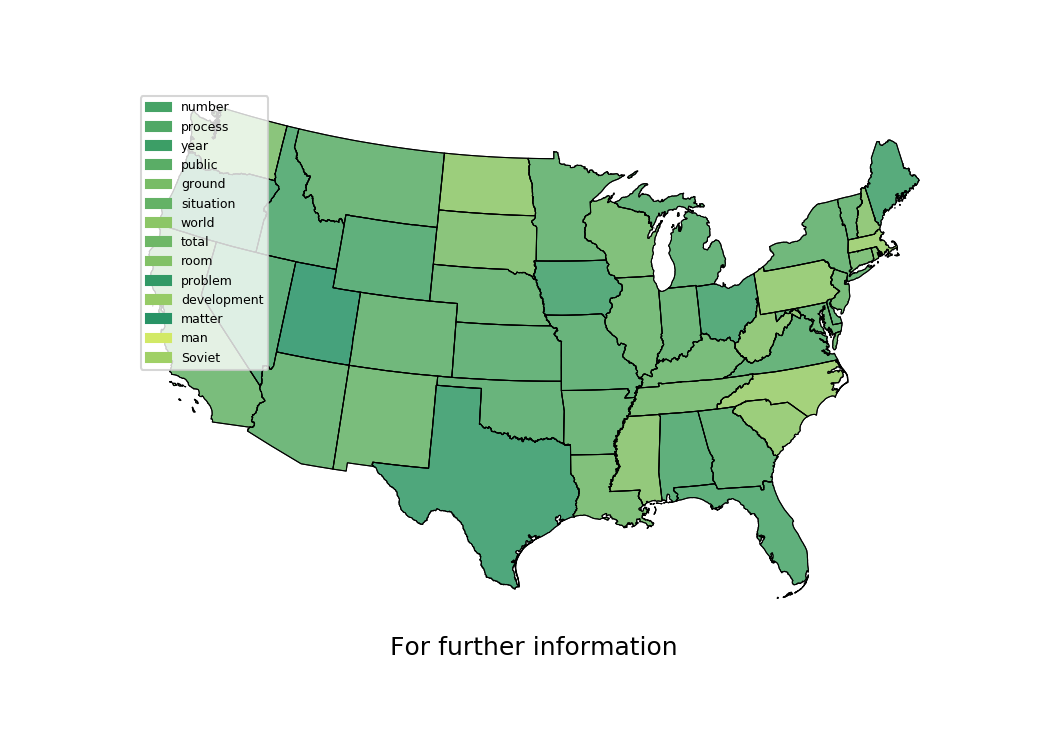 number
process
year
public
ground
situation
world
total
room
problem
development
matter
man
Soviet
For further information